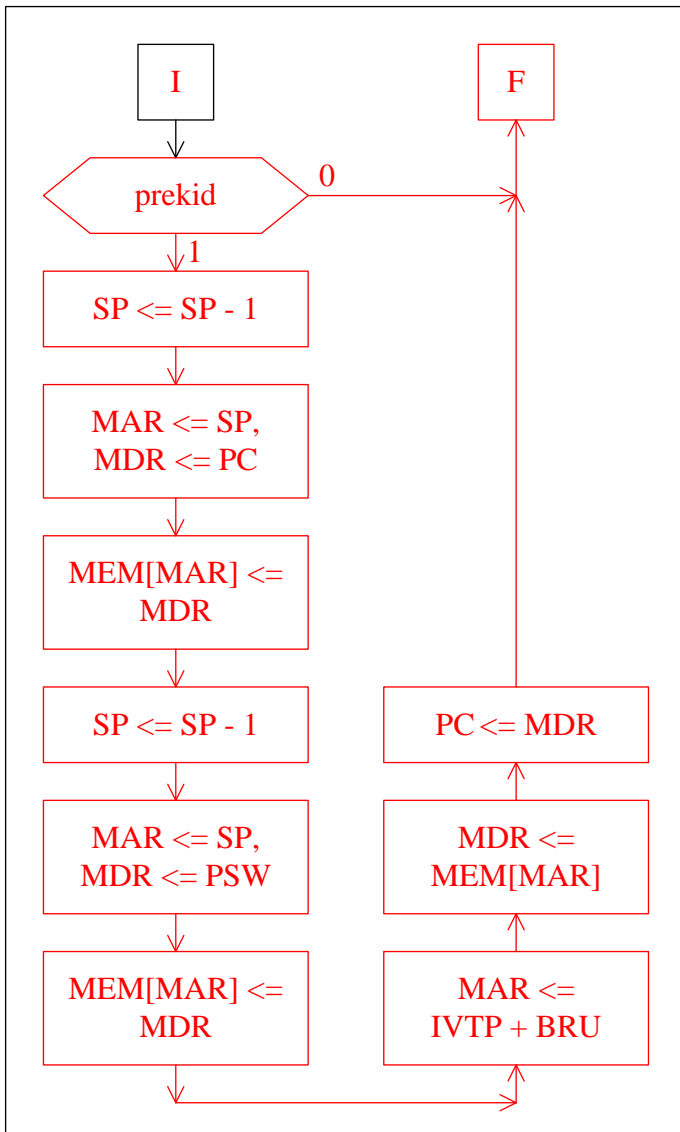 I
F
prekid
0
1
SP <= SP - 1
MAR <= SP,
MDR <= PC
MEM[MAR] <=
MDR
SP <= SP - 1
MAR <= SP,
MDR <= PSW
MEM[MAR] <=
MDR
MAR <=
IVTP + BRU
MDR <=
MEM[MAR]
PC <= MDR